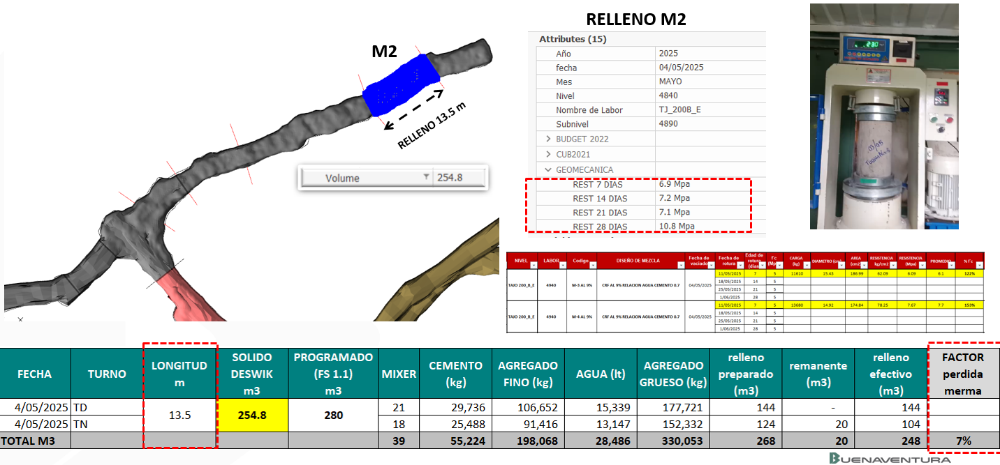 RELLENO M2
M2
RELLENO 13.5 m
Volume 254.8
Attributes (15)
Año 2025
fecha 04/05/2025
Mes MAYO
Nivel 4840
Nombre de Labor TJ_200B_E
Subnivel 4890
BUDGET 2022
CUB2021
GEOMECANICA
REST 7 DIAS 6.9 Mpa
REST 14 DIAS 7.2 Mpa
REST 21 DIAS 7.1 Mpa
REST 28 DIAS 10.8 Mpa
03/05
NIVEL LABOR Codigo DISEÑO DE MEZCLA Fecha de vaciado Fecha de rotura Edad de rotura (dias) f'c (Mp CARGA (kg) DIAMETRO (cm) AREA (cm2) RESISTENCIA kg/cm2 RESISTENCIA (Mpa) PROMEDIO % f'c
TAJO 200_B_E 4940 M-3 AL 9% CRF AL 9% RELACION AGUA CEMENTO 0.7 04/05/2025
11/05/2025 7 5 11610 15.43 186.99 62.09 6.09 6.1 122%
18/05/2025 14 5
25/05/2025 21 5
1/06/2025 28 5
TAJO 200_B_E 4940 M-4 AL 9% CRF AL 9% RELACION AGUA CEMENTO 0.7 04/05/2025
11/05/2025 7 5 13680 14.92 174.84 78.25 7.67 7.7 153%
18/05/2025 14 5
25/05/2025 21 5
1/06/2025 28 5
FECHA TURNO LONGITUD m SOLIDO DESWIK m3 PROGRAMADO (FS 1.1) m3 MIXER CEMENTO (kg) AGREGADO FINO (kg) AGUA (lt) AGREGADO GRUESO (kg) relleno preparado (m3) remanente (m3) relleno efectivo (m3) FACTOR perdida merma
4/05/2025 TD 13.5 254.8 280 21 29,736 106,652 15,339 177,721 144 - 144
4/05/2025 TN 18 25,488 91,416 13,147 152,332 124 20 104
TOTAL M3 39 55,224 198,068 28,486 330,053 268 20 248 7%
BUENAVENTURA